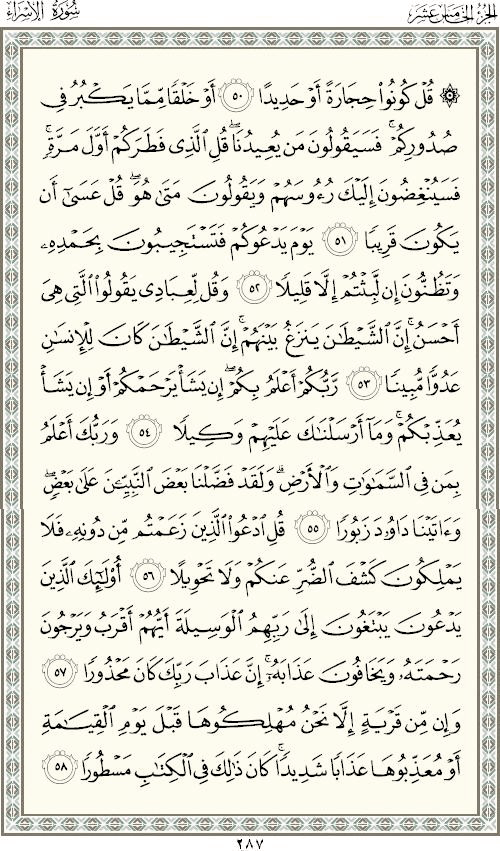 الجزء الخامس عشر
سورة الإسراء
۞ قُلْ كُونُوا۟ حِجَارَةً أَوْ حَدِيدًا ٥٠ أَوْ خَلْقًا مِّمَّا يَكْبُرُ فِى
صُدُورِكُمْ ۚ فَسَيَقُولُونَ مَن يُعِيدُنَا ۖ قُلِ ٱلَّذِى فَطَرَكُمْ أَوَّلَ مَرَّةٍ ۚ
فَسَيُنْغِضُونَ إِلَيْكَ رُءُوسَهُمْ وَيَقُولُونَ مَتَىٰ هُوَ ۖ قُلْ عَسَىٰٓ أَن
يَكُونَ قَرِيبًا ٥١ يَوْمَ يَدْعُوكُمْ فَتَسْتَجِيبُونَ بِحَمْدِهِۦ
وَتَظُنُّونَ إِن لَّبِثْتُمْ إِلَّا قَلِيلًا ٥٢ وَقُل لِّعِبَادِى يَقُولُوا۟ ٱلَّتِى هِىَ
أَحْسَنُ ۚ إِنَّ ٱلشَّيْطَٰنَ يَنزَغُ بَيْنَهُمْ ۚ إِنَّ ٱلشَّيْطَٰنَ كَانَ لِلْإِنسَٰنِ
عَدُوًّا مُّبِينًا ٥٣ رَّبُّكُمْ أَعْلَمُ بِكُمْ ۖ إِن يَشَأْ يَرْحَمْكُمْ أَوْ إِن يَشَأْ
يُعَذِّبْكُمْ ۚ وَمَآ أَرْسَلْنَٰكَ عَلَيْهِمْ وَكِيلًا ٥٤ وَرَبُّكَ أَعْلَمُ
بِمَن فِى ٱلسَّمَٰوَٰتِ وَٱلْأَرْضِ ۗ وَلَقَدْ فَضَّلْنَا بَعْضَ ٱلنَّبِيِّۦنَ عَلَىٰ بَعْضٍ ۖ
وَءَاتَيْنَا دَاوُۥدَ زَبُورًا ٥٥ قُلِ ٱدْعُوا۟ ٱلَّذِينَ زَعَمْتُم مِّن دُونِهِۦ فَلَا
يَمْلِكُونَ كَشْفَ ٱلضُّرِّ عَنكُمْ وَلَا تَحْوِيلًا ٥٦ أُو۟لَٰٓئِكَ ٱلَّذِينَ
يَدْعُونَ يَبْتَغُونَ إِلَىٰ رَبِّهِمُ ٱلْوَسِيلَةَ أَيُّهُمْ أَقْرَبُ وَيَرْجُونَ
رَحْمَتَهُۥ وَيَخَافُونَ عَذَابَهُۥٓ ۚ إِنَّ عَذَابَ رَبِّكَ كَانَ مَحْذُورًا ٥٧
وَإِن مِّن قَرْيَةٍ إِلَّا نَحْنُ مُهْلِكُوهَا قَبْلَ يَوْمِ ٱلْقِيَٰمَةِ
أَوْ مُعَذِّبُوهَا عَذَابًا شَدِيدًا ۚ كَانَ ذَٰلِكَ فِى ٱلْكِتَٰبِ مَسْطُورًا ٥٨
٢٨٧